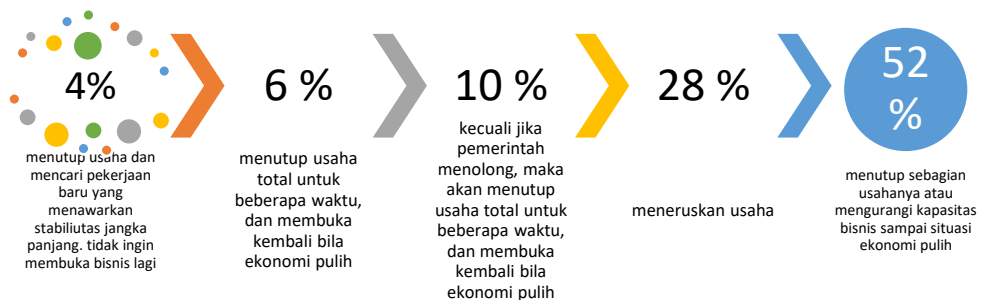 4%
menutup usaha dan
mencari pekerjaan
baru yang
menawarkan
stabiliutas jangka
panjang. tidak ingin
membuka bisnis lagi
6 %
menutup usaha
total untuk
beberapa waktu,
dan membuka
kembali bila
ekonomi pulih
10 %
kecuali jika
pemerintah
menolong, maka
akan menutup
usaha total untuk
beberapa waktu,
dan membuka
kembali bila
ekonomi pulih
28 %
meneruskan usaha
52
%
menutup sebagian
usahanya atau
mengurangi kapasitas
bisnis sampai situasi
ekonomi pulih